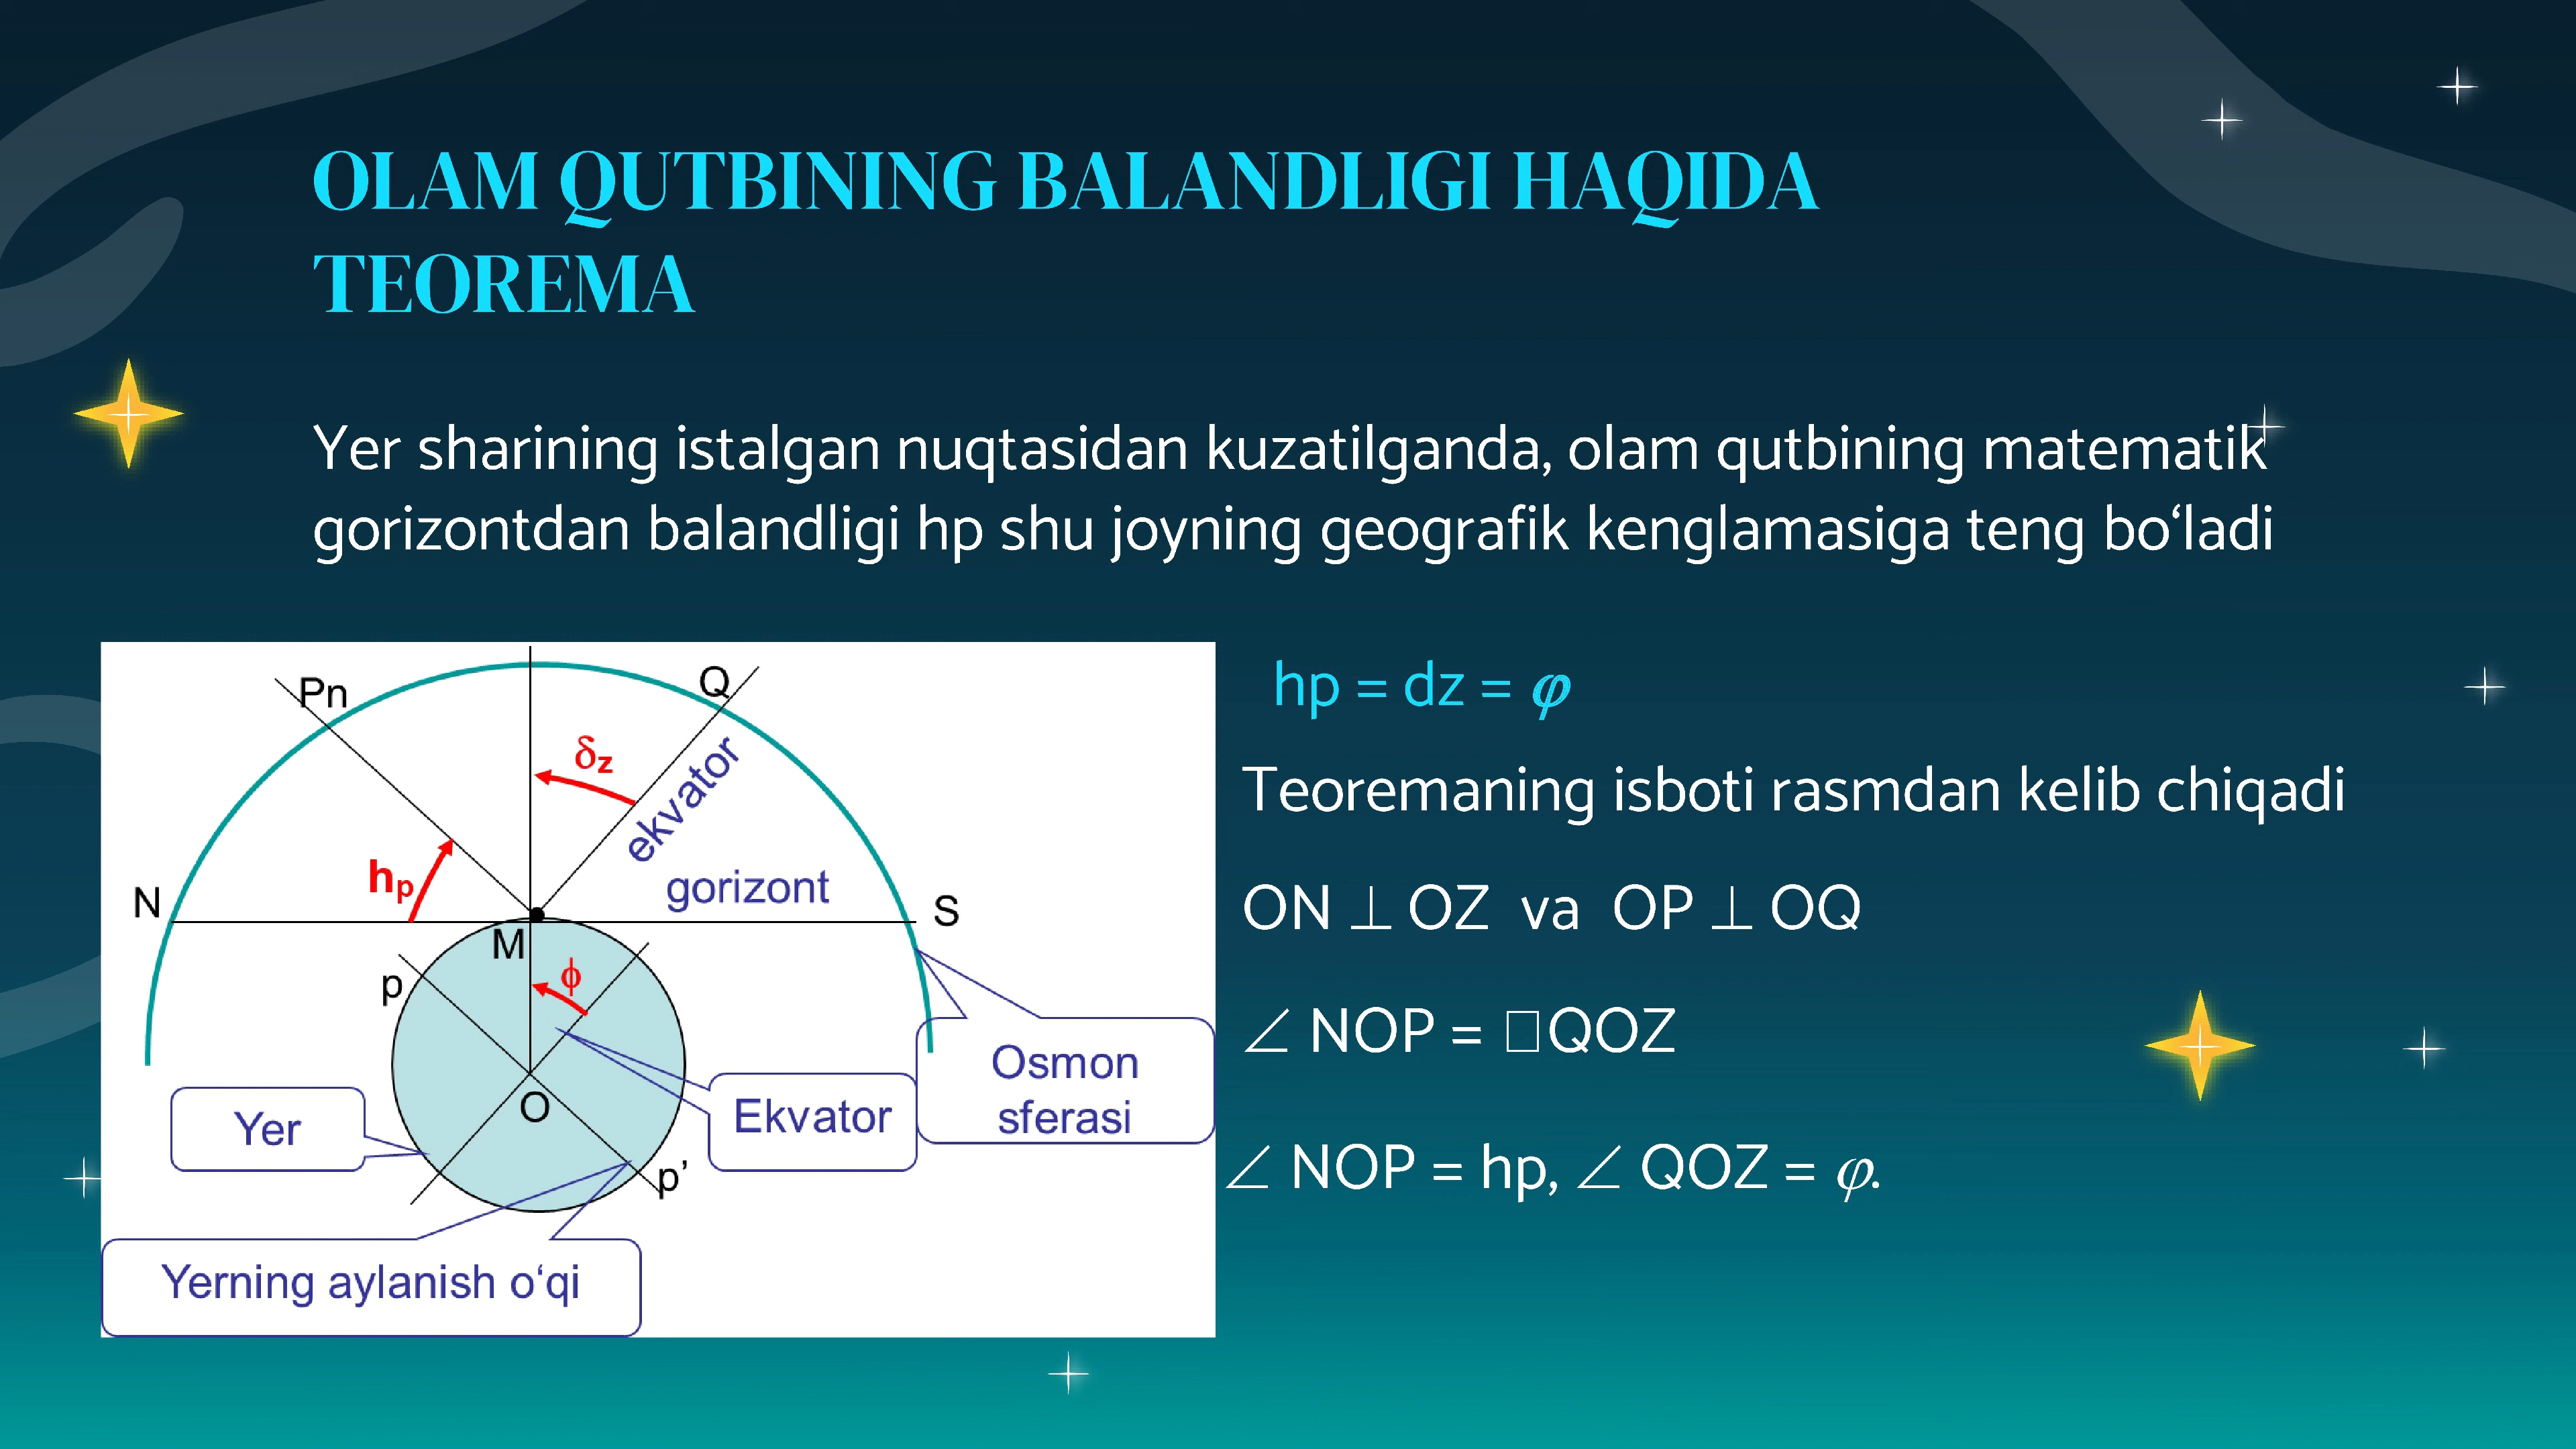 OLAM QUTBINING BALANDLIGI HAQIDA
TEOREMA
Yer sharining istalgan nuqtasidan kuzatilganda, olam qutbining matematik
gorizontdan balandligi hp shu joyning geografik kenglamasiga teng bo‘ladi
Pn
Q
δz
ekvator
hp
gorizont
N
S
M
p
ϕ
O
Yer
Ekvator
Osmon
sferasi
p’
Yerning aylanish o‘qi
hp = dz = φ
Teoremaning isboti rasmdan kelib chiqadi
ON ⊥ OZ va OP ⊥ OQ
∠ NOP = □QOZ
∠ NOP = hp, ∠ QOZ = φ.